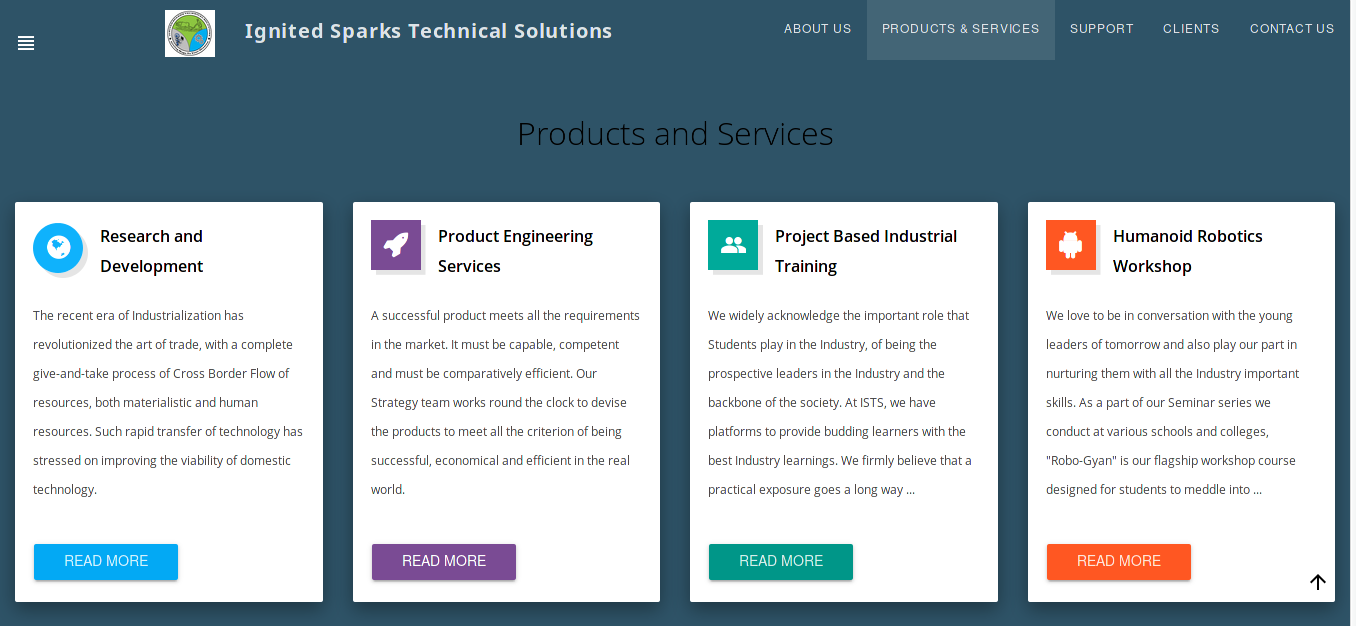 Ignited Sparks Technical Solutions
ABOUT US
PRODUCTS & SERVICES
SUPPORT
CLIENTS
CONTACT US
Products and Services
Research and
Development
The recent era of Industrialization has
revolutionized the art of trade, with a complete
give-and-take process of Cross Border Flow of
resources, both materialistic and human
resources. Such rapid transfer of technology has
stressed on improving the viability of domestic
technology.
READ MORE
Product Engineering
Services
A successful product meets all the requirements
in the market. It must be capable, competent
and must be comparatively efficient. Our
Strategy team works round the clock to devise
the products to meet all the criterion of being
successful, economical and efficient in the real
world.
READ MORE
Project Based Industrial
Training
We widely acknowledge the important role that
Students play in the Industry, of being the
prospective leaders in the Industry and the
backbone of the society. At ISTS, we have
platforms to provide budding learners with the
best Industry learnings. We firmly believe that a
practical exposure goes a long way ...
READ MORE
Humanoid Robotics
Workshop
We love to be in conversation with the young
leaders of tomorrow and also play our part in
nurturing them with all the Industry important
skills. As a part of our Seminar series we
conduct at various schools and colleges,
"Robo-Gyan" is our flagship workshop course
designed for students to meddle into ...
READ MORE